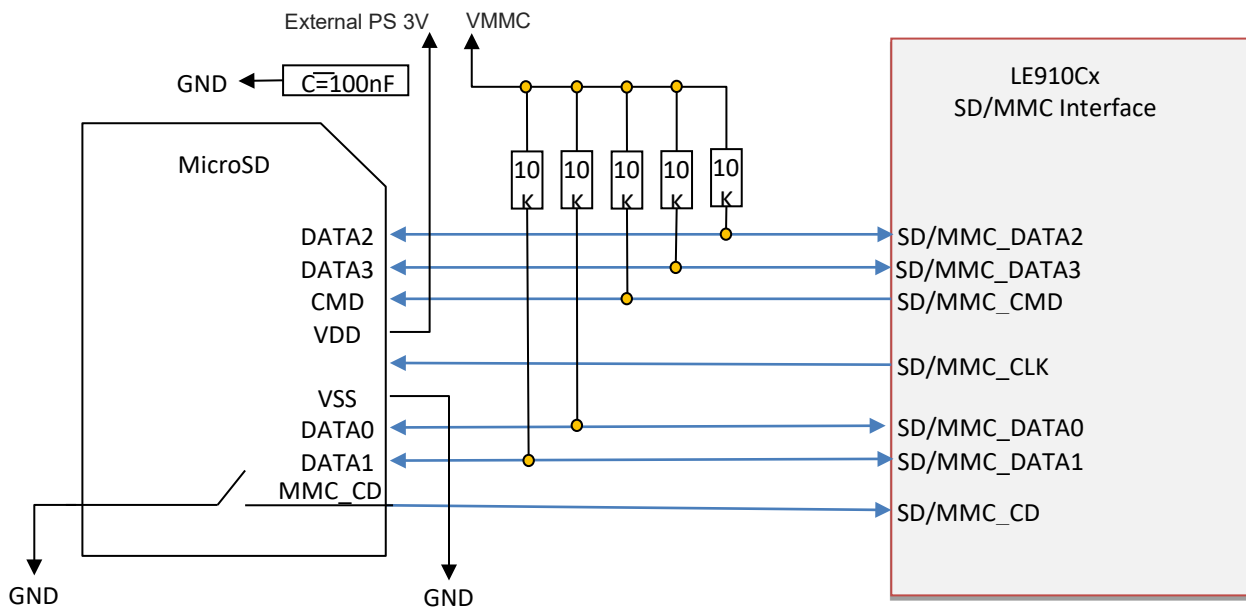 External PS 3V
VMMC
GND
C=100nF
LE910Cx
SD/MMC Interface
MicroSD
10
K
10
K
10
K
10
K
10
K
DATA2
SD/MMC_DATA2
DATA3
SD/MMC_DATA3
CMD
SD/MMC_CMD
VDD
SD/MMC_CLK
VSS
DATA0
SD/MMC_DATA0
DATA1
SD/MMC_DATA1
MMC_CD
SD/MMC_CD
GND
GND